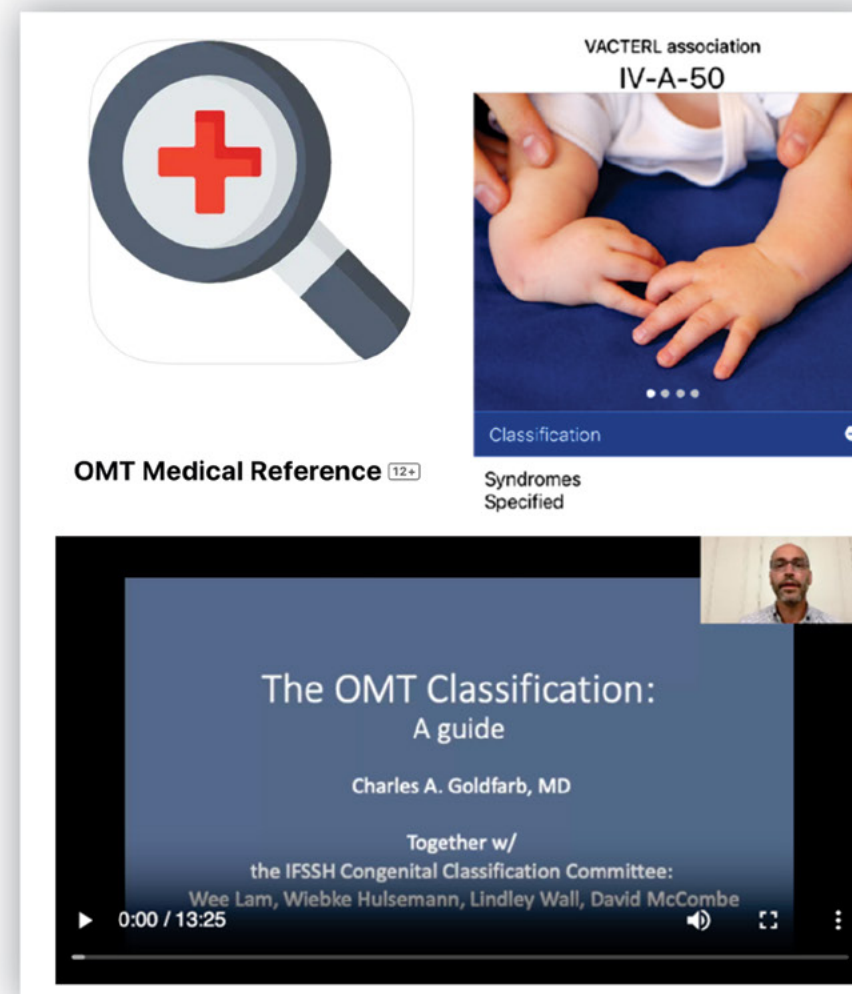 VACTERL association
IV-A-50
Classification
OMT Medical Reference 12+
Syndromes
Specified
The OMT Classification:
A guide
Charles A. Goldfarb, MD
Together w/
the IFSSH Congenital Classification Committee:
Wee Lam, Wiebke Hulsemann, Lindley Wall, David McCombe
0:00 / 13:25